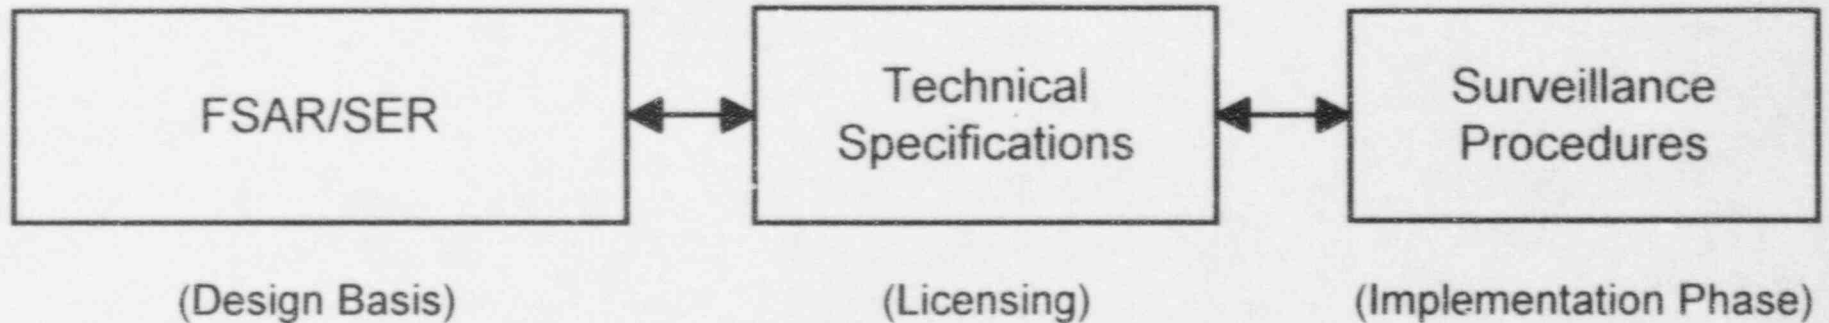 FSAR/SER
Technical
Specifications
Surveillance
Procedures
(Design Basis)
(Licensing)
(Implementation Phase)